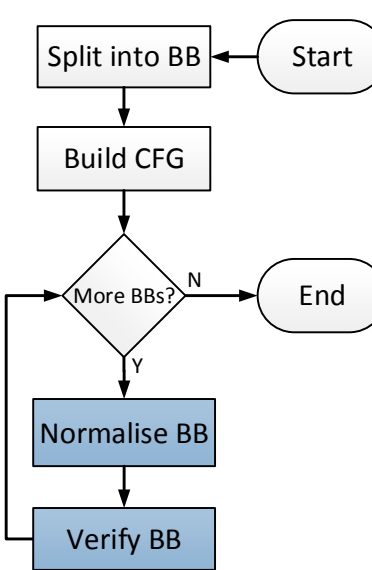 Split into BB
Start
Build CFG
More BBs?
N
End
Y
Normalise BB
Verify BB